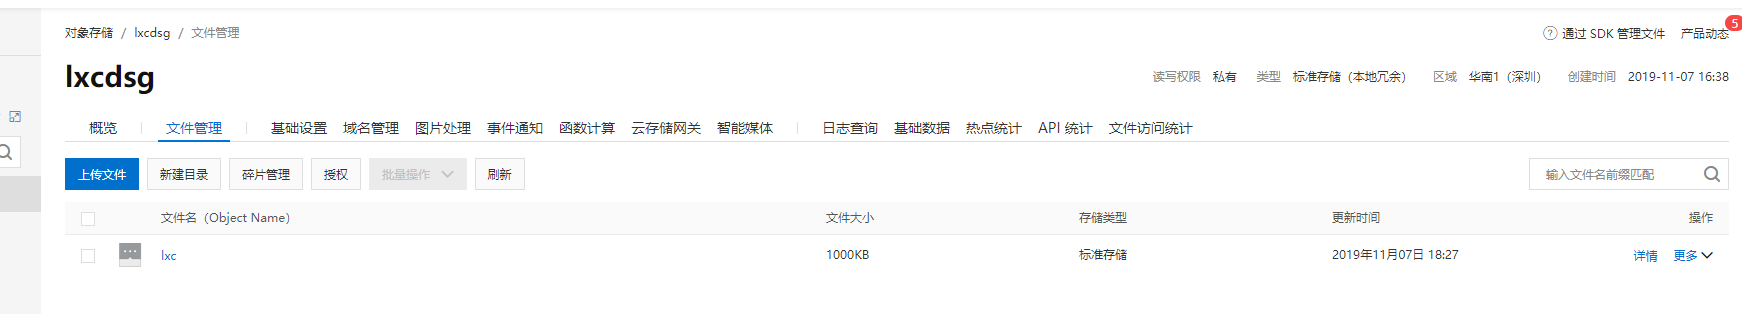 对象存储 / lxcdsg / 文件管理 通过 SDK 管理文件 产品动态 5
lxcdsg 读写权限 私有 类型 标准存储（本地冗余） 区域 华南1（深圳） 创建时间 2019-11-07 16:38
概览 文件管理 基础设置 域名管理 图片处理 事件通知 函数计算 云存储网关 智能媒体 日志查询 基础数据 热点统计 API 统计 文件访问统计
上传文件 新建目录 碎片管理 授权 批量操作 刷新 输入文件名前缀匹配
文件名（Object Name） 文件大小 存储类型 更新时间 操作
lxc 1000KB 标准存储 2019年11月07日 18:27 详情 更多